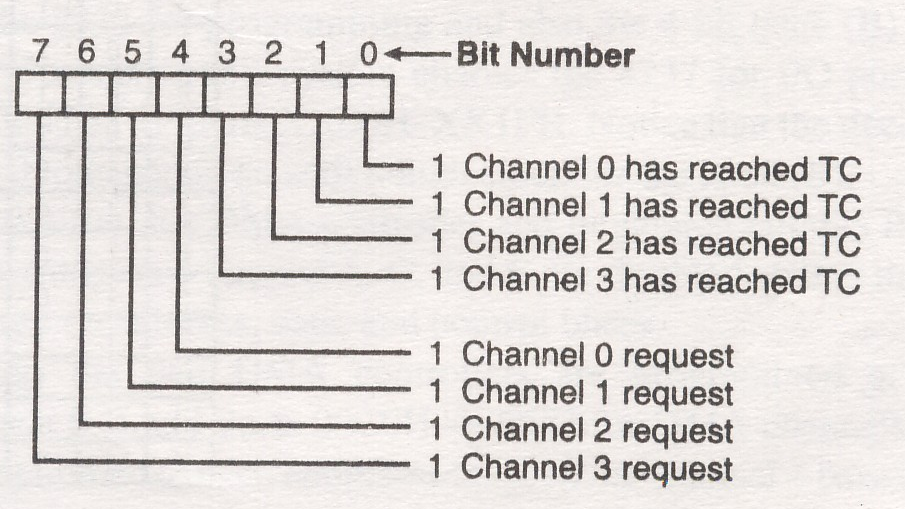 7 6 5 4 3 2 1 0 Bit Number
1 Channel 0 has reached TC
1 Channel 1 has reached TC
1 Channel 2 has reached TC
1 Channel 3 has reached TC
1 Channel 0 request
1 Channel 1 request
1 Channel 2 request
1 Channel 3 request